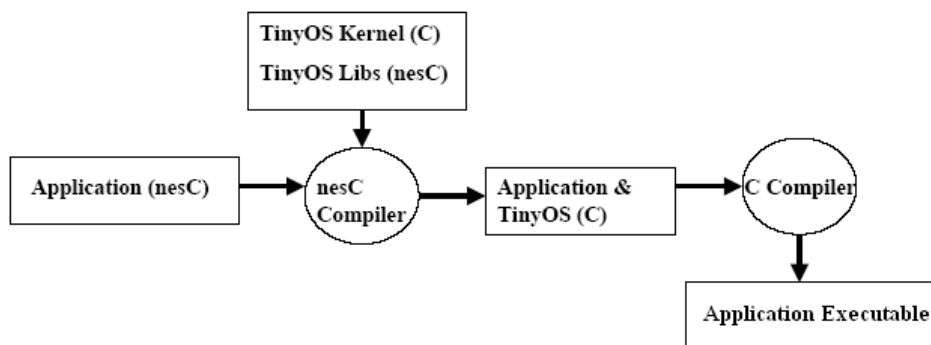 TinyOS Kernel (C)
TinyOS Libs (nesC)
Application (nesC)
nesC
Compiler
Application &
TinyOS (C)
C Compiler
Application Executable